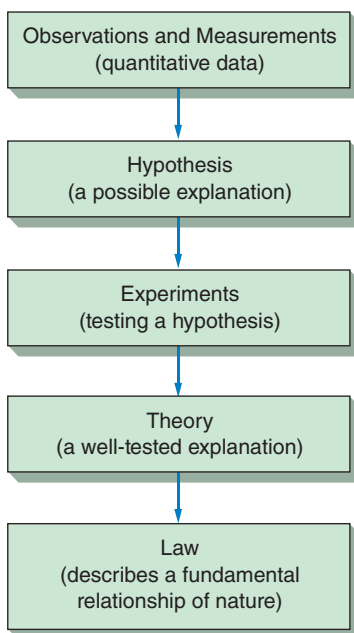 Observations and Measurements
(quantitative data)
Hypothesis
(a possible explanation)
Experiments
(testing a hypothesis)
Theory
(a well-tested explanation)
Law
(describes a fundamental
relationship of nature)